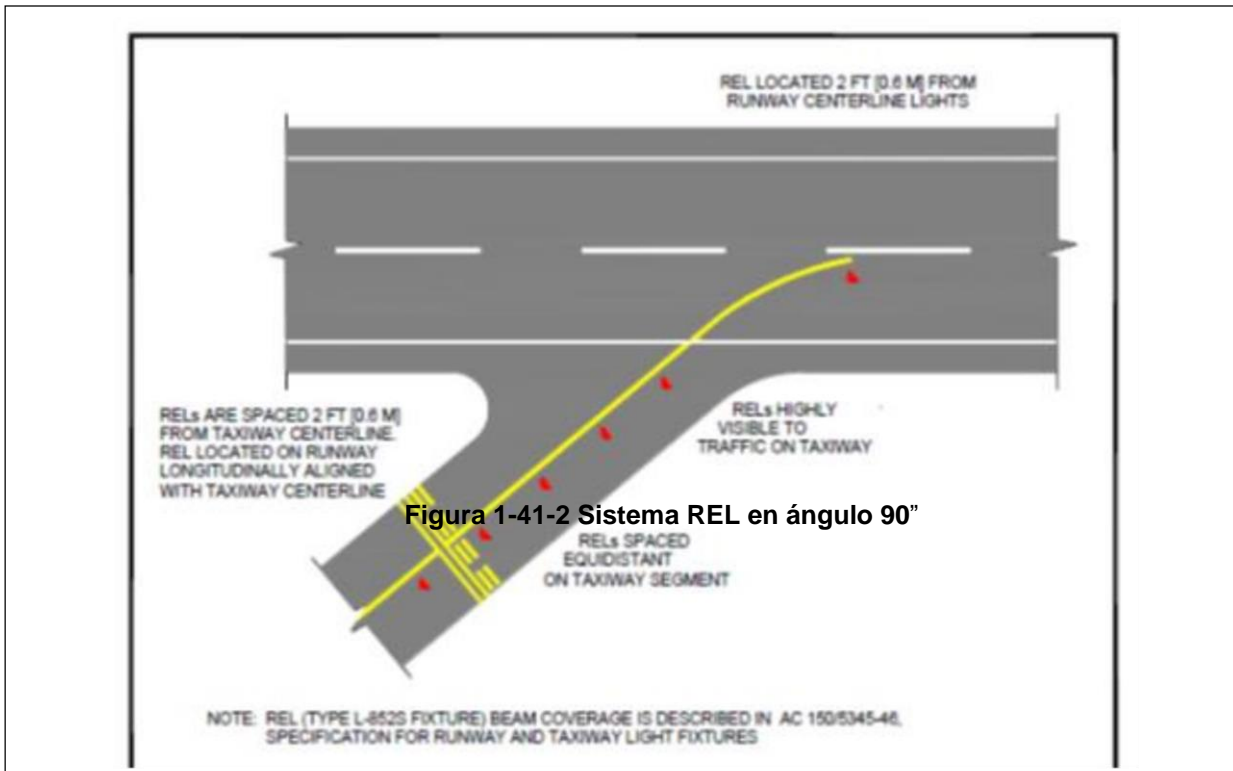 REL LOCATED 2 FT [0.6 M] FROM
RUNWAY CENTERLINE LIGHTS
RELs ARE SPACED 2 FT [0.6 M]
FROM TAXIWAY CENTERLINE.
REL LOCATED ON RUNWAY
LONGITUDINALLY ALIGNED
WITH TAXIWAY CENTERLINE
RELs HIGHLY
VISIBLE TO
TRAFFIC ON TAXIWAY
Figura 1-41-2 Sistema REL en ángulo 90”
RELs SPACED
EQUIDISTANT
ON TAXIWAY SEGMENT
NOTE: REL (TYPE L-852S FIXTURE) BEAM COVERAGE IS DESCRIBED IN AC 150/5345-46,
SPECIFICATION FOR RUNWAY AND TAXIWAY LIGHT FIXTURES